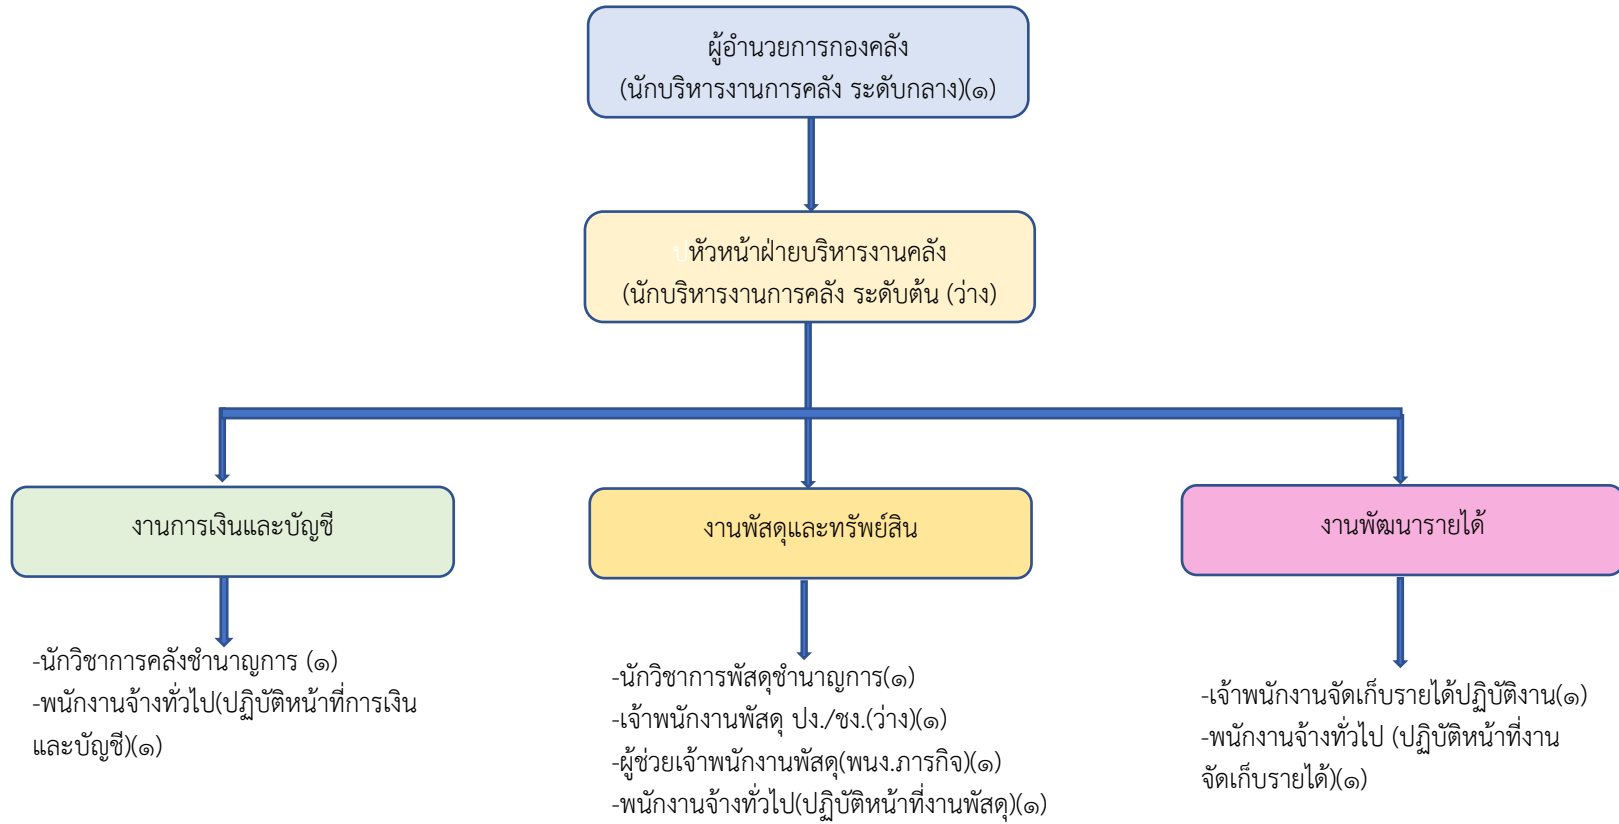 ผู้อำนวยการกองคลัง
(นักบริหารงานการคลัง ระดับกลาง)(๑)
ปหัวหน้าฝ่ายบริหารงานคลัง
(นักบริหารงานการคลัง ระดับต้น (ว่าง)
งานการเงินและบัญชี
-นักวิชาการคลังชำนาญการ (๑)
-พนักงานจ้างทั่วไป(ปฏิบัติหน้าที่การเงิน
และบัญชี)(๑)
งานพัสดุและทรัพย์สิน
-นักวิชาการพัสดุชำนาญการ(๑)
-เจ้าพนักงานพัสดุ ปง./ชง.(ว่าง)(๑)
-ผู้ช่วยเจ้าพนักงานพัสดุ(พนง.ภารกิจ)(๑)
-พนักงานจ้างทั่วไป(ปฏิบัติหน้าที่งานพัสดุ)(๑)
งานพัฒนารายได้
-เจ้าพนักงานจัดเก็บรายได้ปฏิบัติงาน(๑)
-พนักงานจ้างทั่วไป (ปฏิบัติหน้าที่งาน
จัดเก็บรายได้)(๑)